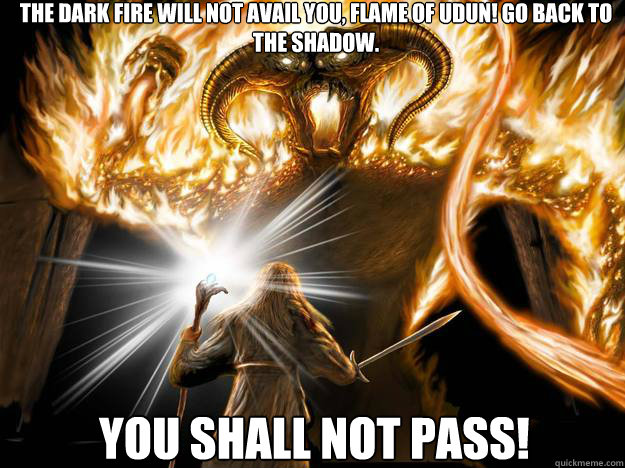 THE DARK FIRE WILL NOT AVAIL YOU, FLAME OF UDUN! GO BACK TO
THE SHADOW.
YOU SHALL NOT PASS!
quickmeme.com